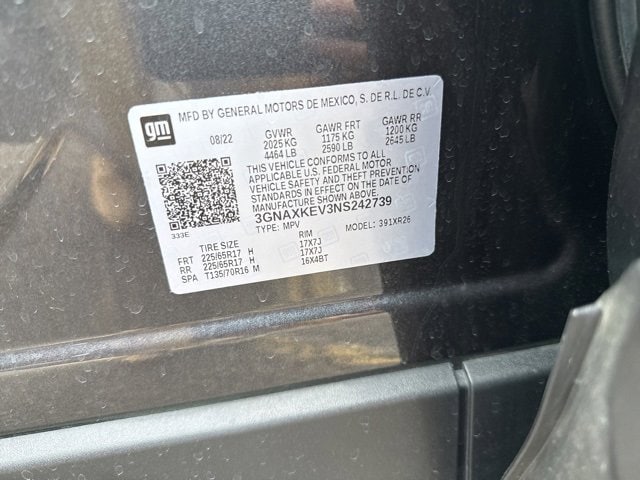 MFD BY GENERAL MOTORS DE MEXICO, S. DE R.L. DE C.V.
gm
08/22 GVWR GAWR FRT GAWR RR
2025 KG 1175 KG 1200 KG
4464 LB 2590 LB 2645 LB
THIS VEHICLE CONFORMS TO ALL
APPLICABLE U.S. FEDERAL MOTOR
VEHICLE SAFETY AND THEFT PREVENTION
STANDARDS IN EFFECT ON THE DATE OF
MANUFACTURE SHOWN ABOVE.
3GNAXKEV3NS242739
333E TYPE: MPV MODEL: 391XR26
TIRE SIZE RIM
FRT 225/65R17 H 17X7J
RR 225/65R17 H 17X7J
SPA T135/70R16 M 16X4BT